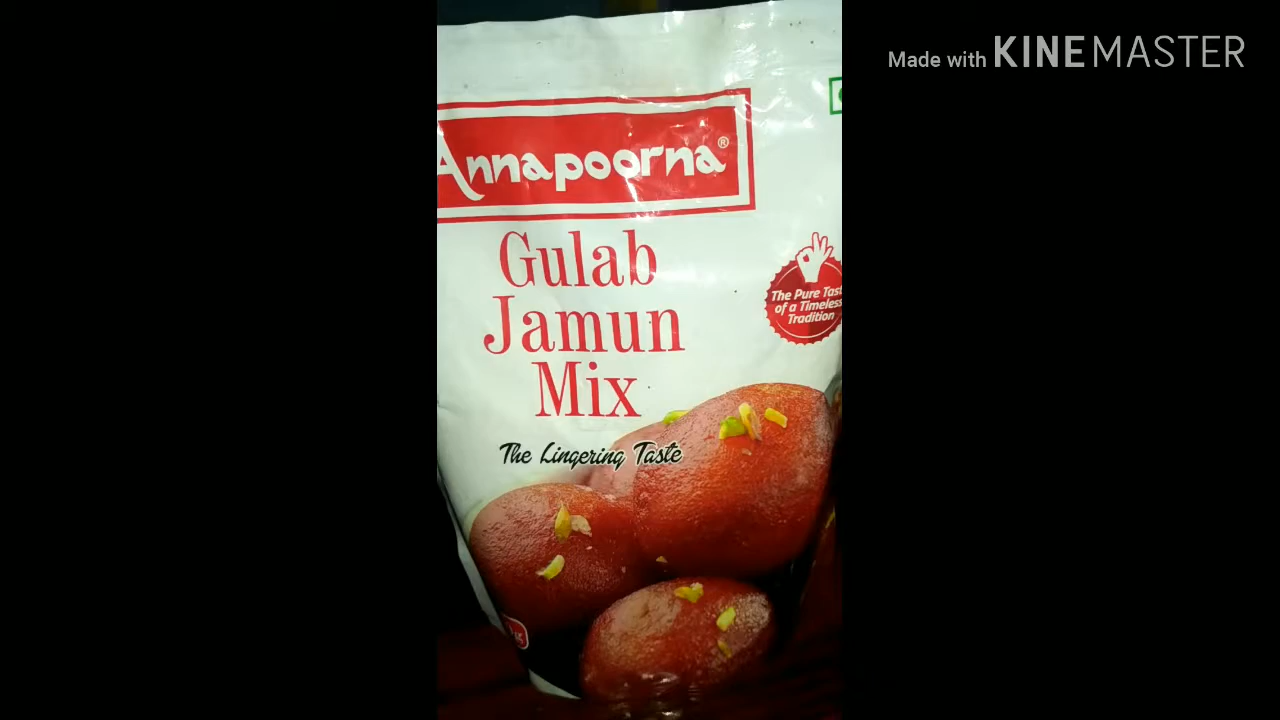 Made with KINEMASTER
Annapoorna®
Gulab
Jamun
Mix
The Pure Tast
of a Timeless
Tradition
The Lingering Taste